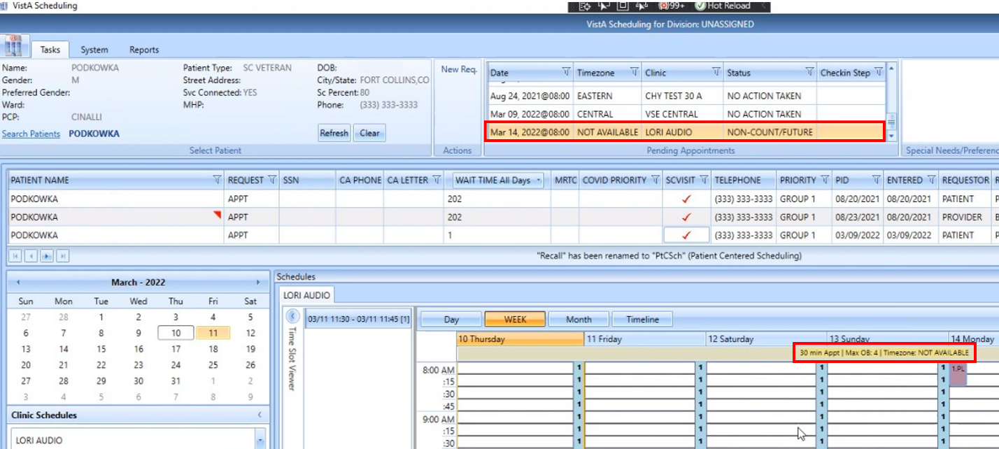 VistA Scheduling
99+ Hot Reload
VistA Scheduling for Division: UNASSIGNED
Tasks System Reports
Name: PODKOWKA Patient Type: SC VETERAN DOB:
Gender: M Street Address: City/State: FORT COLLINS,CO
Preferred Gender: Svc Connected: YES Sc Percent: 80
Ward: MHP: Phone: (333) 333-3333
PCP: CINALLI
Search Patients PODKOWKA Refresh Clear
Select Patient
New Req.
Actions
Date Timezone Clinic Status Checkin Step
Aug 24, 2021@08:00 EASTERN CHY TEST 30 A NO ACTION TAKEN
Mar 09, 2022@08:00 CENTRAL VSE CENTRAL NO ACTION TAKEN
Mar 14, 2022@08:00 NOT AVAILABLE LORI AUDIO NON-COUNT/FUTURE
Pending Appointments
Special Needs/Preferenc
PATIENT NAME REQUEST SSN CA PHONE CA LETTER WAIT TIME All Days MRTC COVID PRIORITY SCVISIT TELEPHONE PRIORITY PID ENTERED REQUESTOR R
PODKOWKA APPT 202 (333) 333-3333 GROUP 1 08/20/2021 08/20/2021 PATIENT P
PODKOWKA APPT 202 (333) 333-3333 GROUP 1 08/23/2021 08/20/2021 PROVIDER
PODKOWKA APPT 1 (333) 333-3333 GROUP 1 03/09/2022 03/09/2022 PATIENT P
"Recall" has been renamed to "PtCSch" (Patient Centered Scheduling)
March - 2022
Sun Mon Tue Wed Thu Fri Sat
27 28 1 2 3 4 5
6 7 8 9 10 11 12
13 14 15 16 17 18 19
20 21 22 23 24 25 26
27 28 29 30 31 1 2
3 4 5 6 7 8 9
Clinic Schedules
LORI AUDIO
Schedules
LORI AUDIO
Time Slot Viewer
03/11 11:30 - 03/11 11:45 [1]
Day WEEK Month Timeline
10 Thursday 11 Friday 12 Saturday 13 Sunday 14 Monday
30 min Appt | Max OB: 4 | Timezone: NOT AVAILABLE
8:00 AM 1 1 1 1 1.PL
:15 1 1 1 1
:30 1 1 1 1
:45 1 1 1 1
9:00 AM 1 1 1 1
:15 1 1 1 1
:30 1 1 1 1